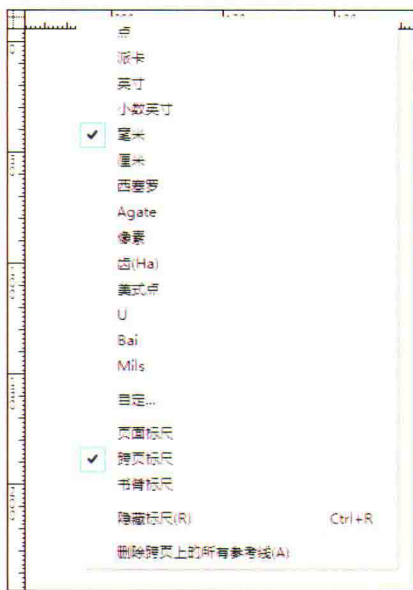 点
派卡
英寸
小数英寸
毫米
厘米
西塞罗
Agate
像素
齿(Ha)
美式点
U
Bai
Mils
自定...
页面标尺
跨页标尺
书脊标尺
隐藏标尺(R) Ctrl+R
删除跨页上的所有参考线(A)